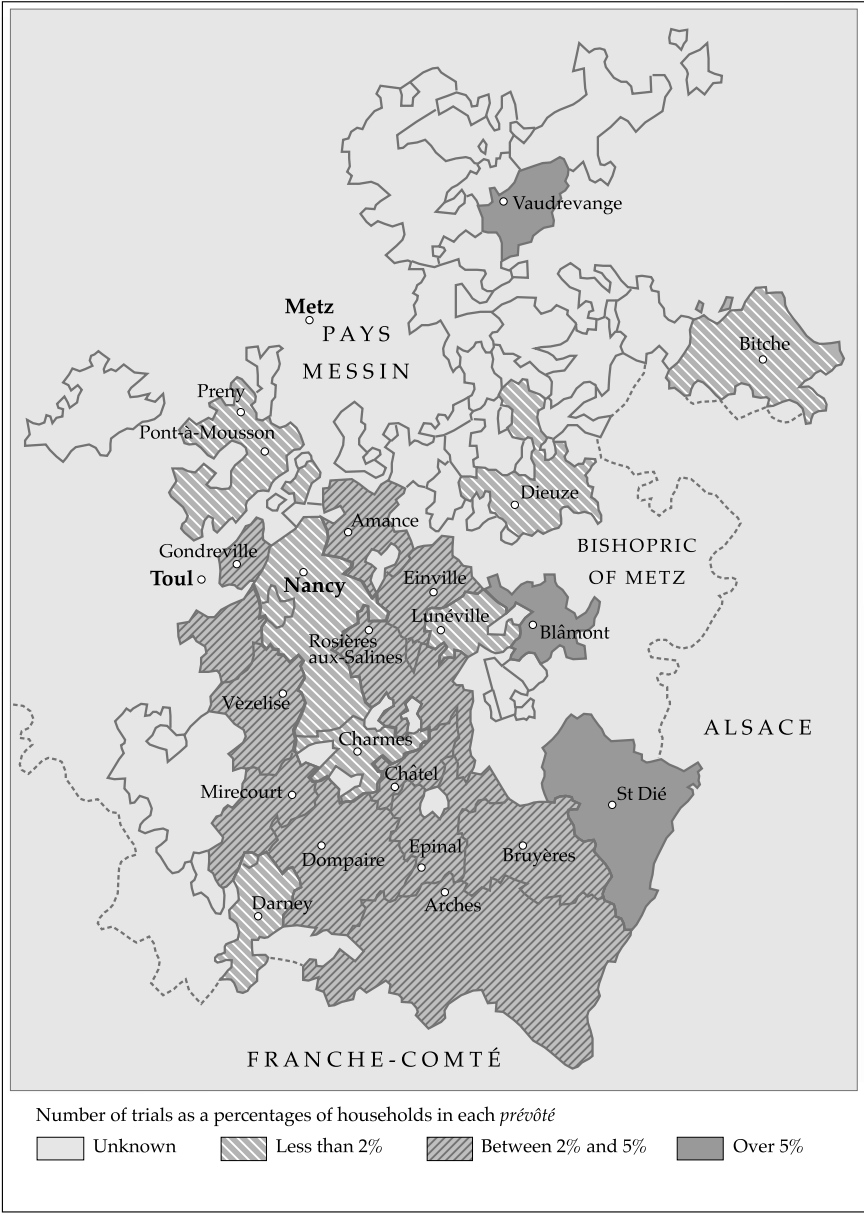 Vaudrevange
Metz
PAYS
MESSIN
Bitche
Preny
Pont-à-Mousson
Dieuze
Amance
Gondreville
BISHOPRIC
OF METZ
Toul
Nancy
Einville
Lunéville
Blâmont
Rosières
aux-Salines
Vèzelise
ALSACE
Charmes
Châtel
Mirecourt
St Dié
Dompaire
Epinal
Bruyères
Darney
Arches
FRANCHE-COMTÉ
Number of trials as a percentages of households in each prévôté
Unknown
Less than 2%
Between 2% and 5%
Over 5%